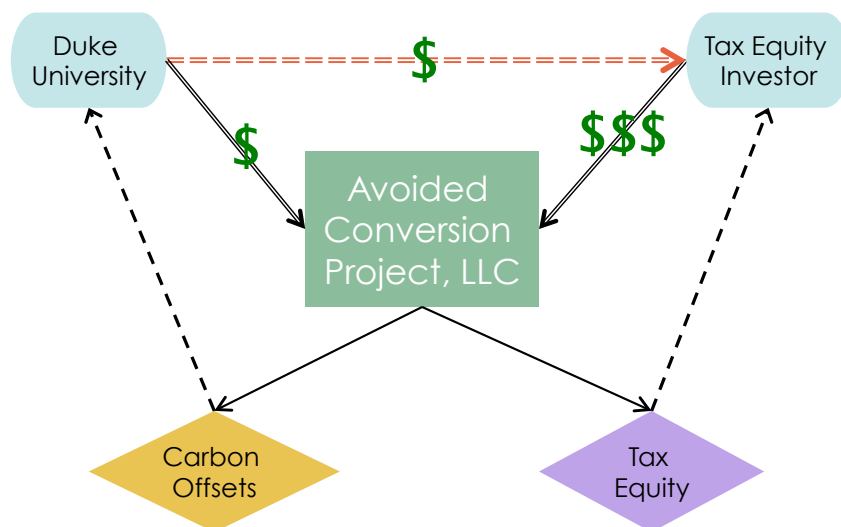 Duke
University
$
Tax Equity
Investor
$
$$$
Avoided
Conversion
Project, LLC
Carbon
Offsets
Tax
Equity